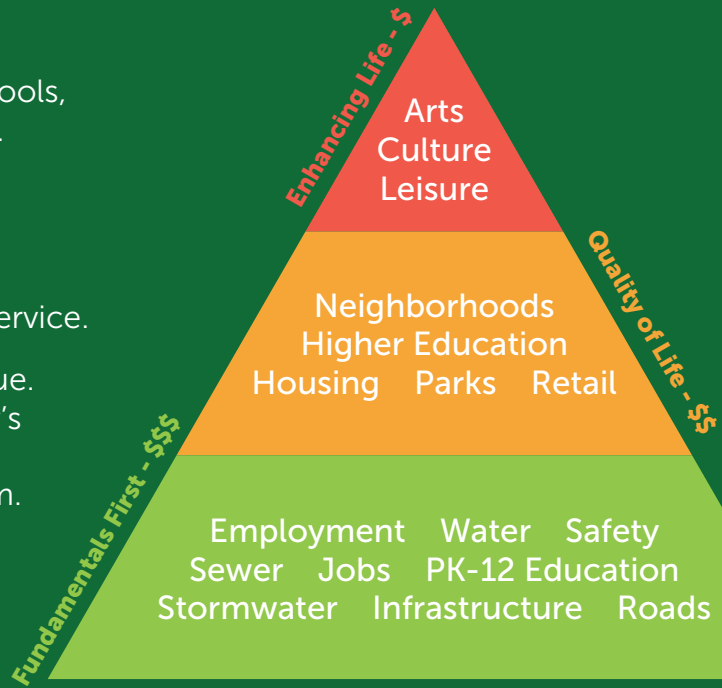 ools,
ervice.
ue.
's
m.
Enhancing Life - $
Arts
Culture
Leisure
Quality of Life - $$
Neighborhoods
Higher Education
Housing Parks Retail
Fundamentals First - $$$
Employment Water Safety
Sewer Jobs PK-12 Education
Stormwater Infrastructure Roads